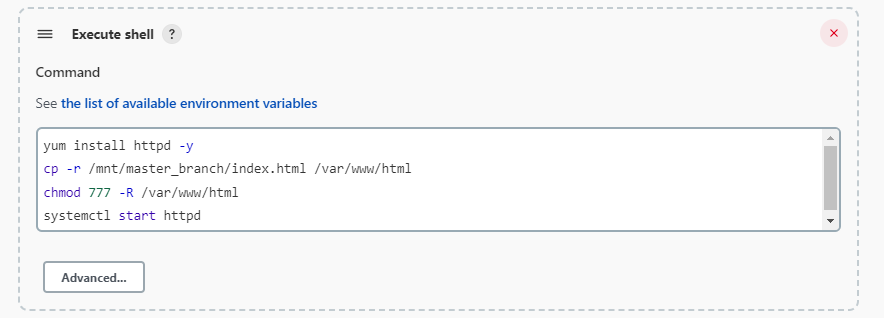 Execute shell ?
Command
See the list of available environment variables
yum install httpd -y
cp -r /mnt/master_branch/index.html /var/www/html
chmod 777 -R /var/www/html
systemctl start httpd
Advanced...